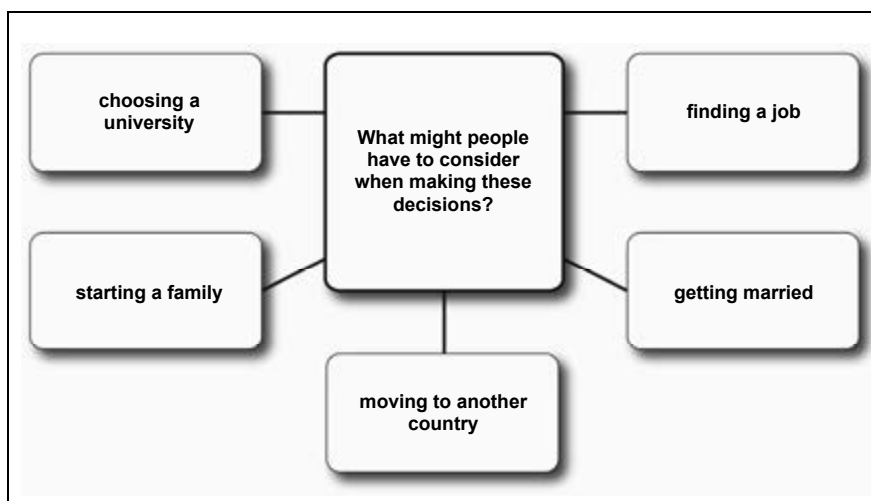 choosing a
university
What might people
have to consider
when making these
decisions?
finding a job
starting a family
getting married
moving to another
country